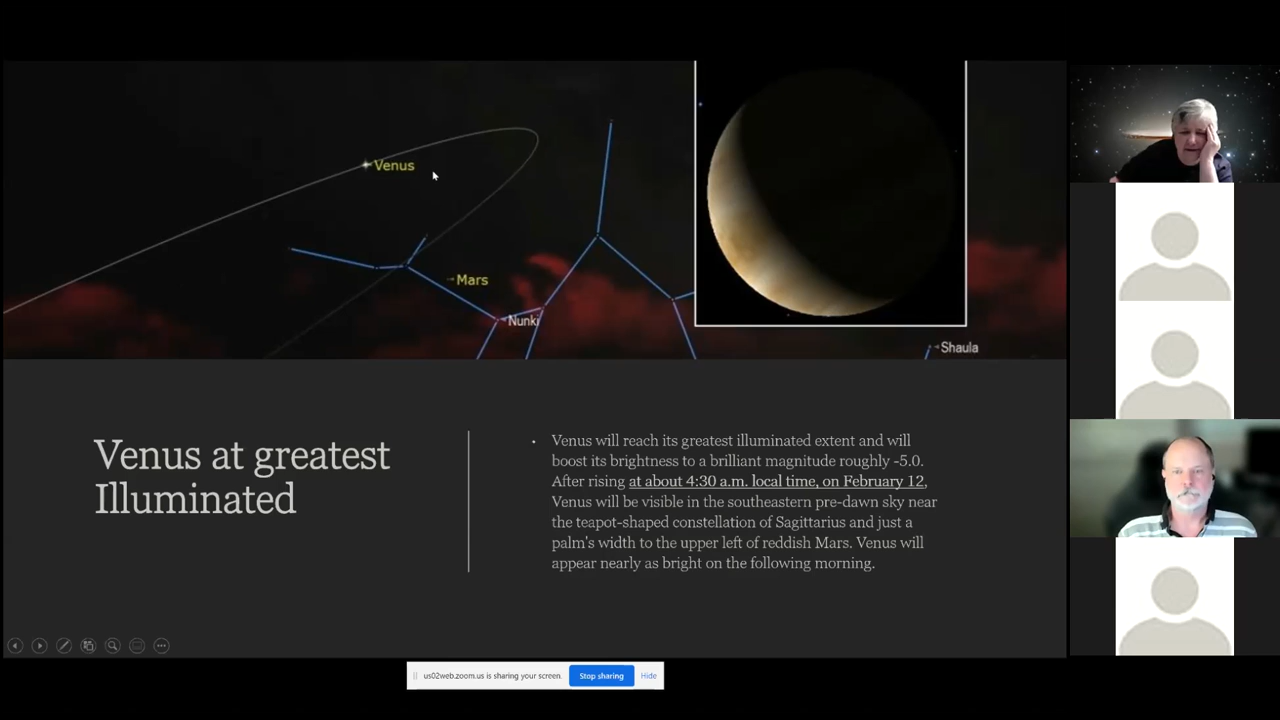 Venus
Mars
Nunki
Shaula
Venus at greatest
Illuminated
• Venus will reach its greatest illuminated extent and will
boost its brightness to a brilliant magnitude roughly -5.0.
After rising at about 4:30 a.m. local time, on February 12,
Venus will be visible in the southeastern pre-dawn sky near
the teapot-shaped constellation of Sagittarius and just a
palm's width to the upper left of reddish Mars. Venus will
appear nearly as bright on the following morning.
us02web.zoom.us is sharing your screen.
Stop sharing
Hide